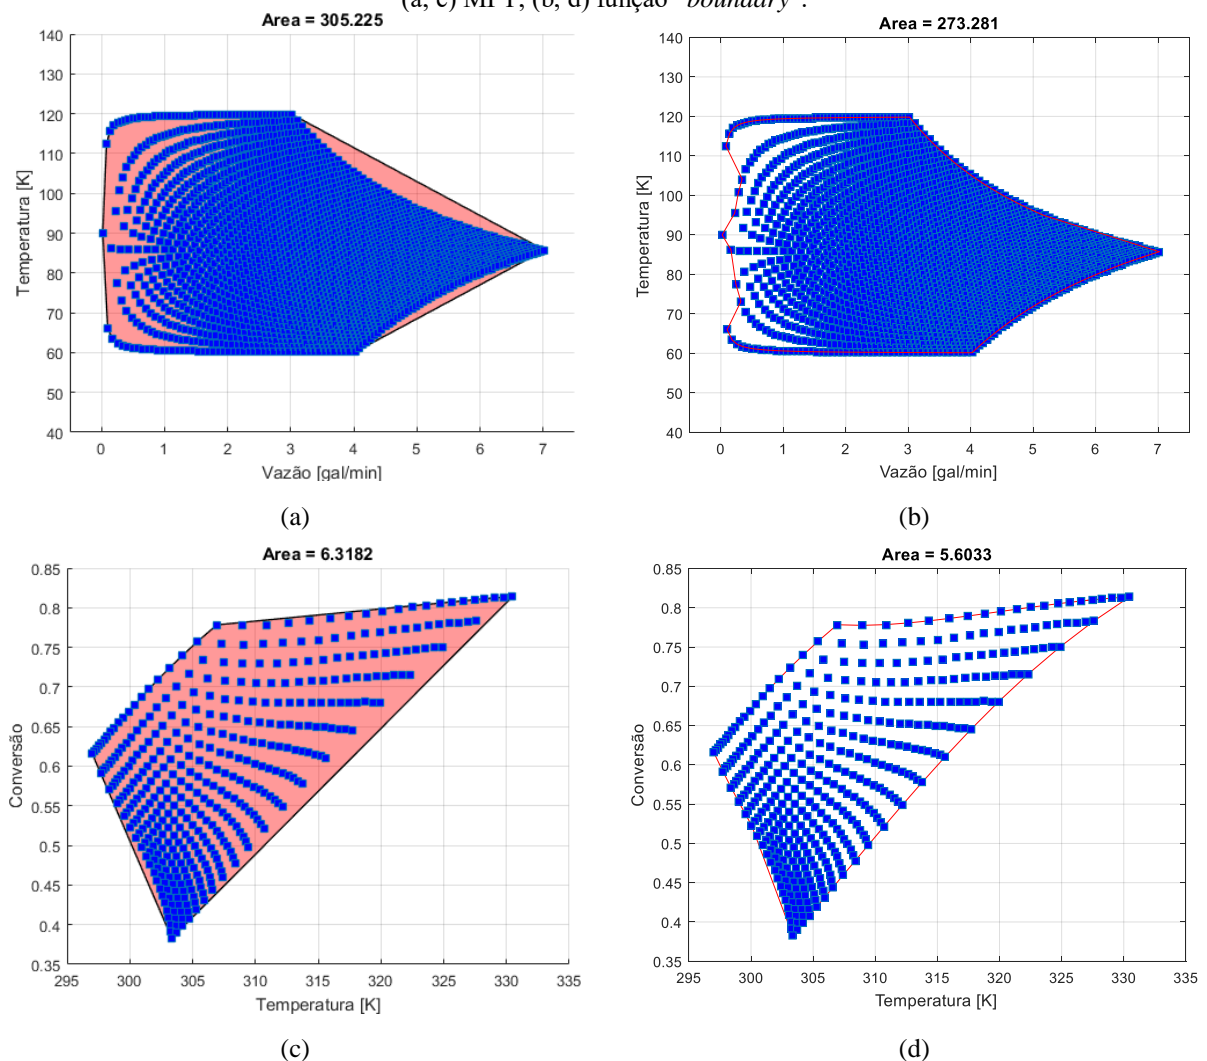 (a, c) MPT; (b, d) função "boundary".
Area = 305.225
140
130
120
110
100
90
80
70
60
50
40
Temperatura [K]
0 1 2 3 4 5 6 7
Vazão [gal/min]
(a)
Area = 273.281
140
130
120
110
100
90
80
70
60
50
40
Temperatura [K]
0 1 2 3 4 5 6 7
Vazão [gal/min]
(b)
Area = 6.3182
0.85
0.8
0.75
0.7
0.65
0.6
0.55
0.5
0.45
0.4
0.35
Conversão
295 300 305 310 315 320 325 330 335
Temperatura [K]
(c)
Area = 5.6033
0.85
0.8
0.75
0.7
0.65
0.6
0.55
0.5
0.45
0.4
0.35
Conversão
295 300 305 310 315 320 325 330 335
Temperatura [K]
(d)